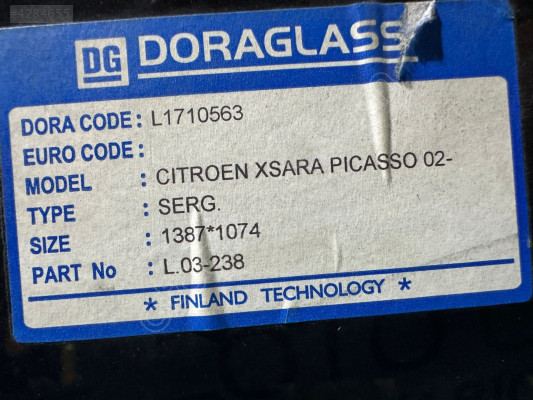 DG DORAGLASS
DORA CODE : L1710563
EURO CODE :
MODEL : CITROEN XSARA PICASSO 02-
TYPE : SERG.
SIZE : 1387*1074
PART No : L.03-238
* FINLAND TECHNOLOGY *